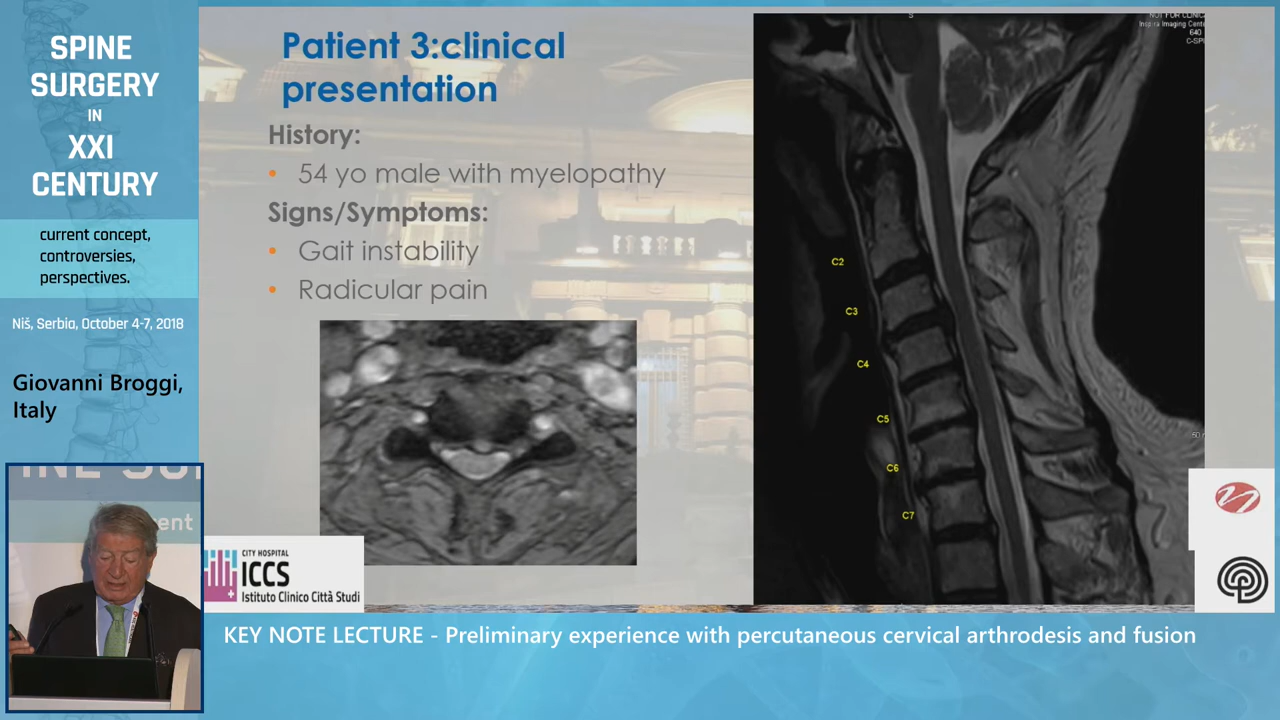 SPINE
SURGERY
IN
XXI
CENTURY
current concept,
controversies,
perspectives.
Niš, Serbia, October 4-7, 2018
Giovanni Broggi,
Italy
Patient 3:clinical
presentation
History:
• 54 yo male with myelopathy
Signs/Symptoms:
• Gait instability
• Radicular pain
S
640
C2
C3
C4
C5
C6
C7
CITY HOSPITAL
ICCS
Istituto Clinico Città Studi
KEY NOTE LECTURE - Preliminary experience with percutaneous cervical arthrodesis and fusion